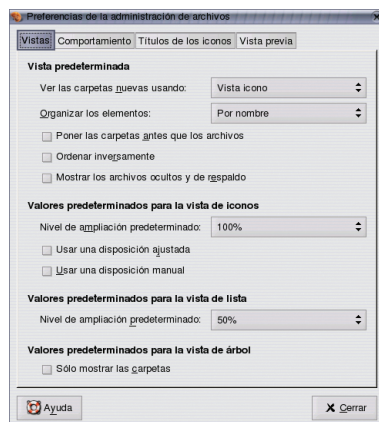 Preferencias de la administración de archivos
Vistas Comportamiento Títulos de los iconos Vista previa
Vista predeterminada
Ver las carpetas nuevas usando: Vista icono
Organizar los elementos: Por nombre
Poner las carpetas antes que los archivos
Ordenar inversamente
Mostrar los archivos ocultos y de respaldo
Valores predeterminados para la vista de iconos
Nivel de ampliación predeterminado: 100%
Usar una disposición ajustada
Usar una disposición manual
Valores predeterminados para la vista de lista
Nivel de ampliación predeterminado: 50%
Valores predeterminados para la vista de árbol
Sólo mostrar las carpetas
Ayuda X Cerrar